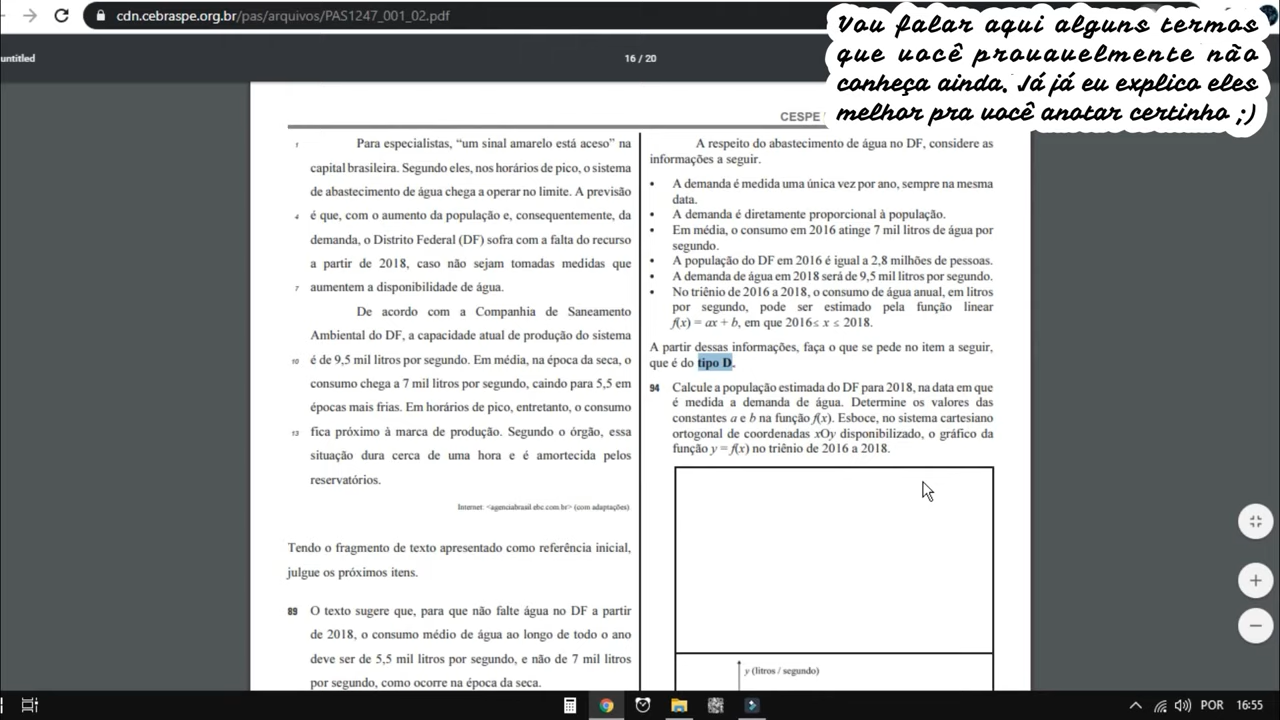 cdn.cebraspe.org.br/pas/arquivos/PAS1247_001_02.pdf
Vou falar aqui alguns termos
que você provavelmente não
conheça ainda. Já já eu explico eles
melhor pra você anotar certinho ;)
untitled
16 / 20
CESPE
1 Para especialistas, “um sinal amarelo está aceso” na
capital brasileira. Segundo eles, nos horários de pico, o sistema
de abastecimento de água chega a operar no limite. A previsão
4 é que, com o aumento da população e, consequentemente, da
demanda, o Distrito Federal (DF) sofra com a falta do recurso
a partir de 2018, caso não sejam tomadas medidas que
7 aumentem a disponibilidade de água.
De acordo com a Companhia de Saneamento
Ambiental do DF, a capacidade atual de produção do sistema
10 é de 9,5 mil litros por segundo. Em média, na época da seca, o
consumo chega a 7 mil litros por segundo, caindo para 5,5 em
épocas mais frias. Em horários de pico, entretanto, o consumo
13 fica próximo à marca de produção. Segundo o órgão, essa
situação dura cerca de uma hora e é amortecida pelos
reservatórios.
Internet: <agenciabrasil.ebc.com.br> (com adaptações)
Tendo o fragmento de texto apresentado como referência inicial,
julgue os próximos itens.
89 O texto sugere que, para que não falte água no DF a partir
de 2018, o consumo médio de água ao longo de todo o ano
deve ser de 5,5 mil litros por segundo, e não de 7 mil litros
por segundo, como ocorre na época da seca.
A respeito do abastecimento de água no DF, considere as
informações a seguir.
• A demanda é medida uma única vez por ano, sempre na mesma
data.
• A demanda é diretamente proporcional à população.
• Em média, o consumo em 2016 atinge 7 mil litros de água por
segundo.
• A população do DF em 2016 é igual a 2,8 milhões de pessoas.
• A demanda de água em 2018 será de 9,5 mil litros por segundo.
• No triênio de 2016 a 2018, o consumo de água anual, em litros
por segundo, pode ser estimado pela função linear
f(x) = ax + b, em que 2016≤ x ≤ 2018.
A partir dessas informações, faça o que se pede no item a seguir,
que é do tipo D.
94 Calcule a população estimada do DF para 2018, na data em que
é medida a demanda de água. Determine os valores das
constantes a e b na função f(x). Esboce, no sistema cartesiano
ortogonal de coordenadas xOy disponibilizado, o gráfico da
função y = f(x) no triênio de 2016 a 2018.
y (litros / segundo)
POR
16:55